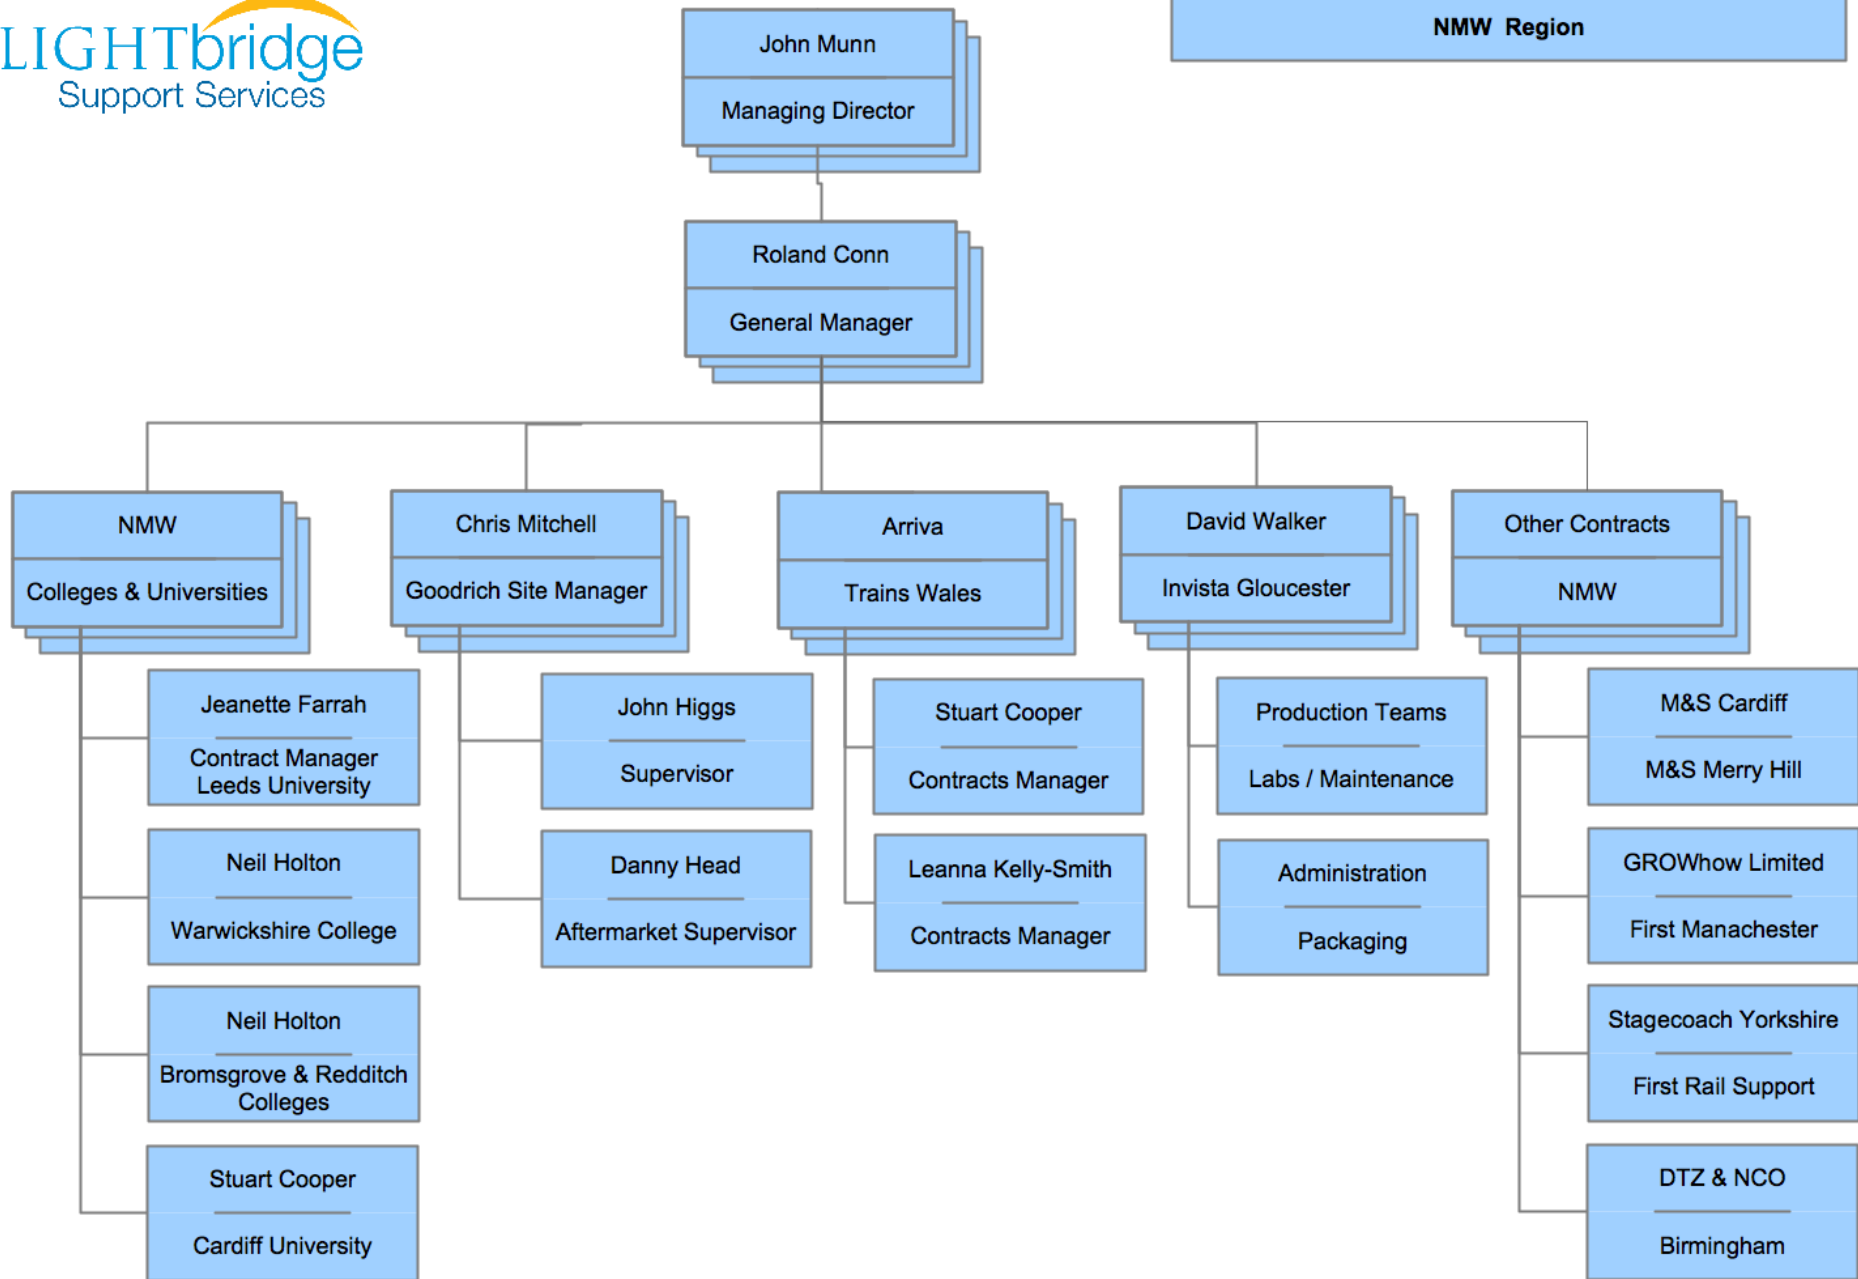 LIGHTbridge
Support Services
NMW Region
John Munn
Managing Director
Roland Conn
General Manager
NMW
Colleges & Universities
Jeanette Farrah
Contract Manager
Leeds University
Neil Holton
Warwickshire College
Neil Holton
Bromsgrove & Redditch
Colleges
Stuart Cooper
Cardiff University
Chris Mitchell
Goodrich Site Manager
John Higgs
Supervisor
Danny Head
Aftermarket Supervisor
Arriva
Trains Wales
Stuart Cooper
Contracts Manager
Leanna Kelly-Smith
Contracts Manager
David Walker
Invista Gloucester
Production Teams
Labs / Maintenance
Administration
Packaging
Other Contracts
NMW
M&S Cardiff
M&S Merry Hill
GROWhow Limited
First Manachester
Stagecoach Yorkshire
First Rail Support
DTZ & NCO
Birmingham